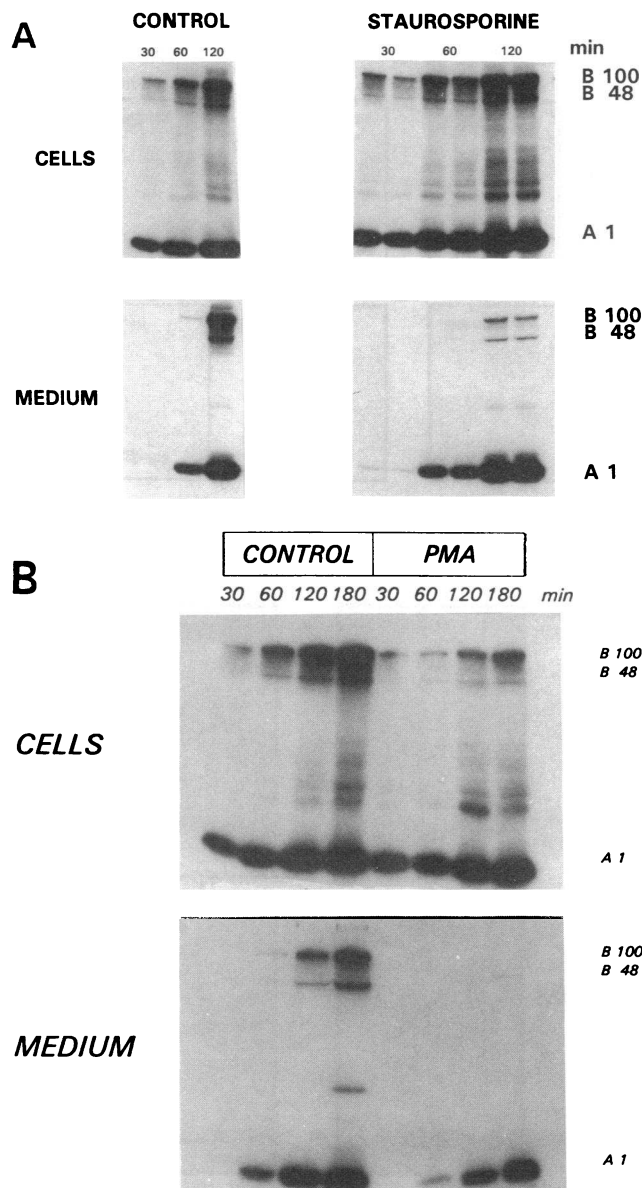 A
CONTROL
STAUROSPORINE
30 60 120
30 60 120 min
CELLS
B 100
B 48
A 1
MEDIUM
B 100
B 48
A 1
B
CONTROL PMA
30 60 120 180 30 60 120 180 min
CELLS
B 100
B 48
A 1
MEDIUM
B 100
B 48
A 1